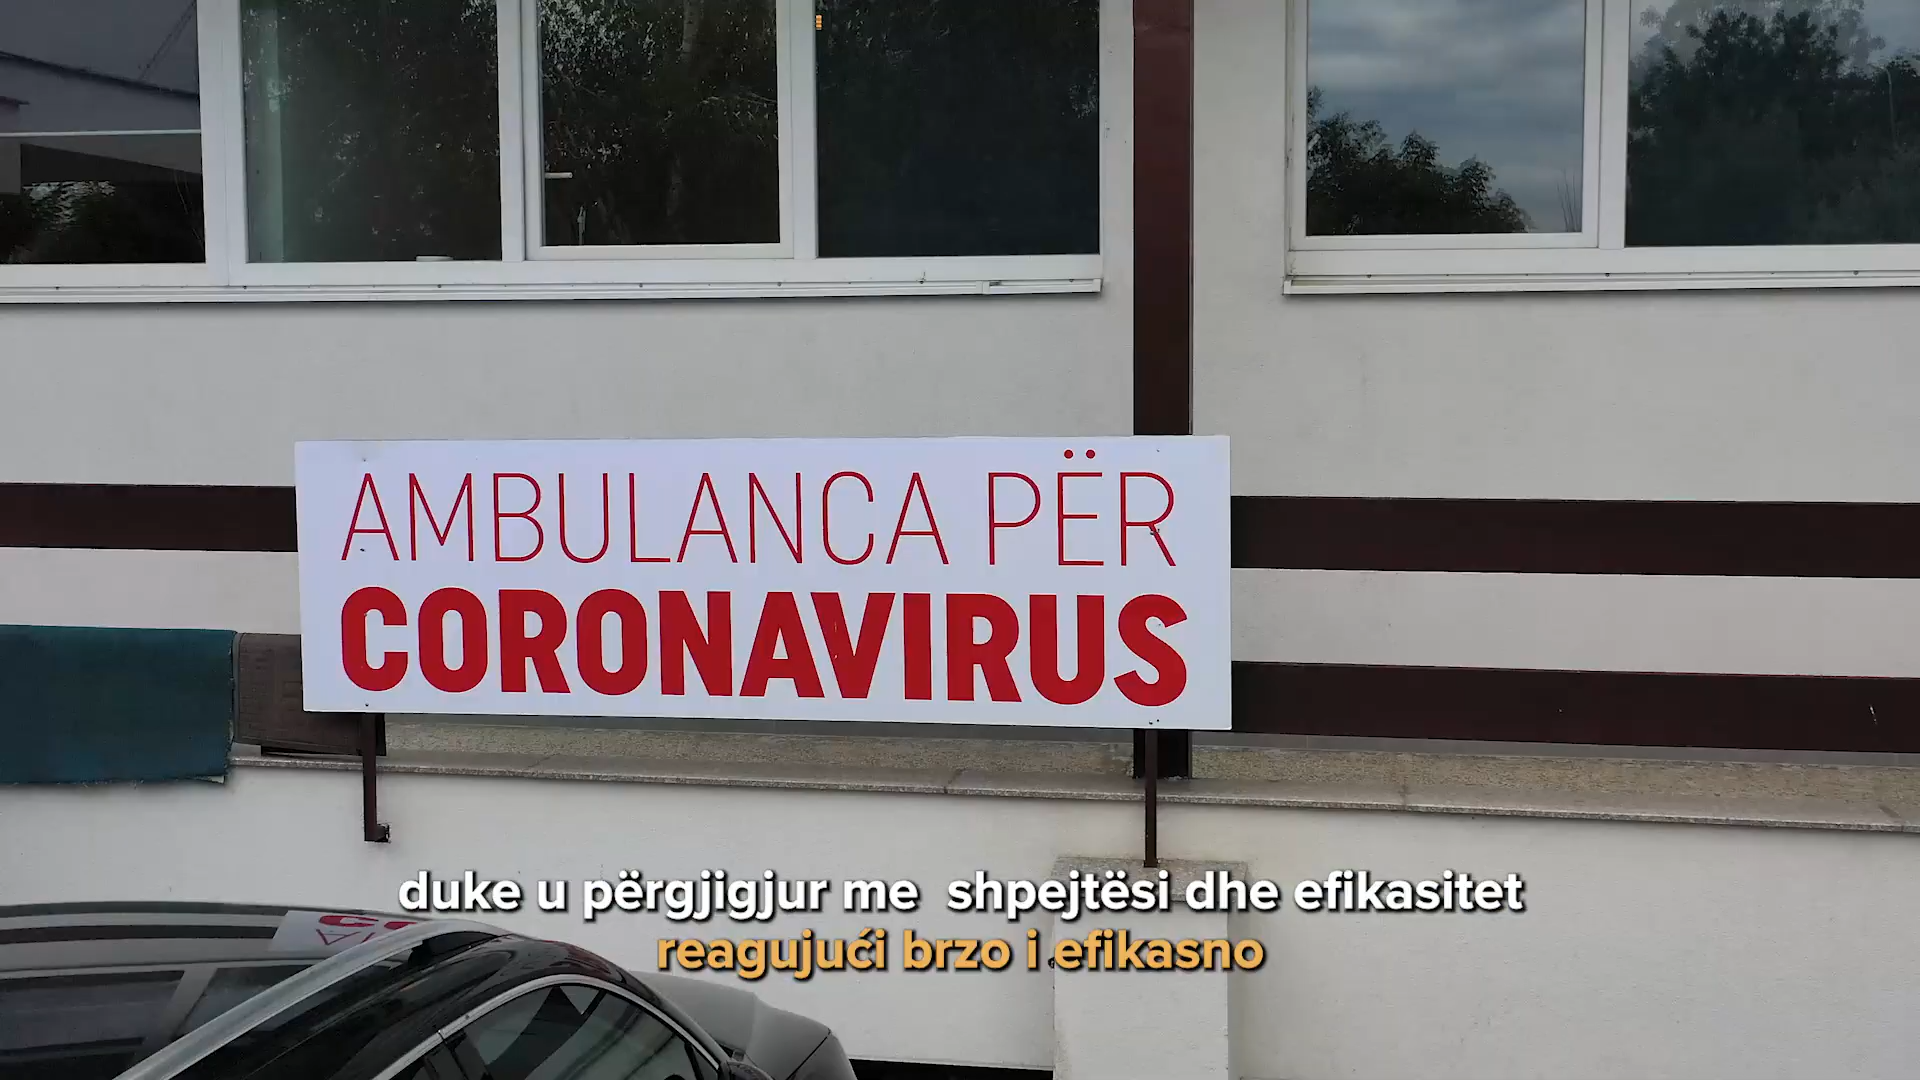 AMBULANCA PËR
CORONAVIRUS
duke u përgjigjur me shpejtësi dhe efikasitet
reagujući brzo i efikasno